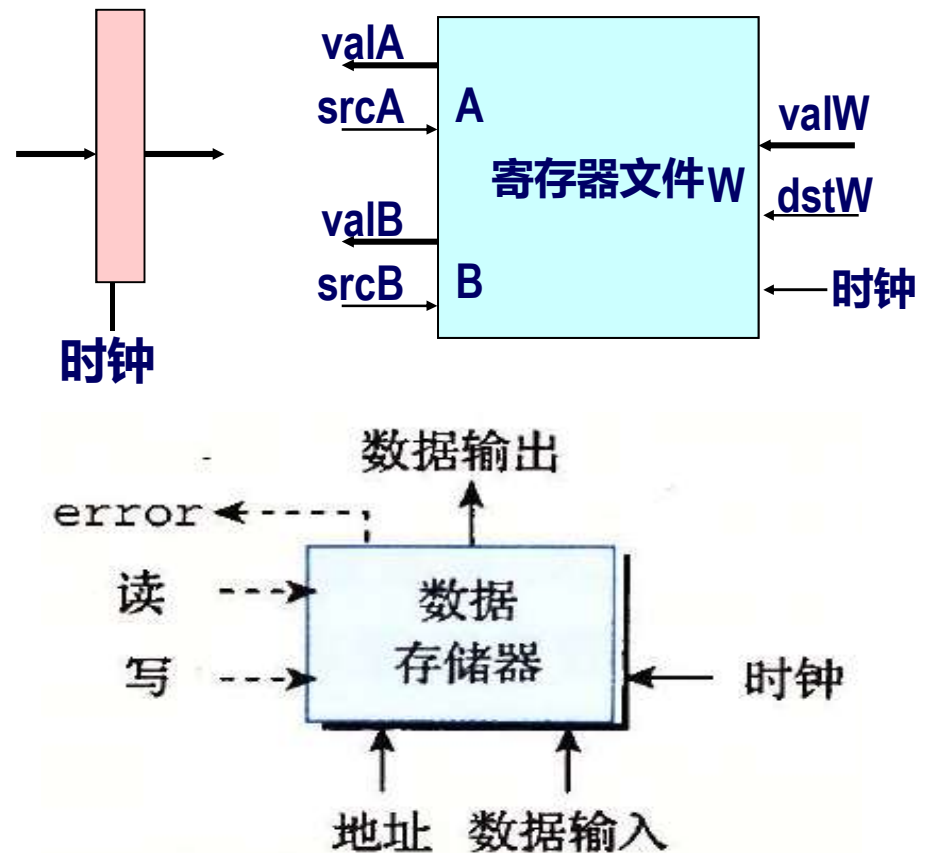 valA
srcA
A
valW
寄存器文件W
dstW
valB
srcB
B
时钟
时钟
数据输出
error
读
数据
存储器
写
时钟
地址
数据输入